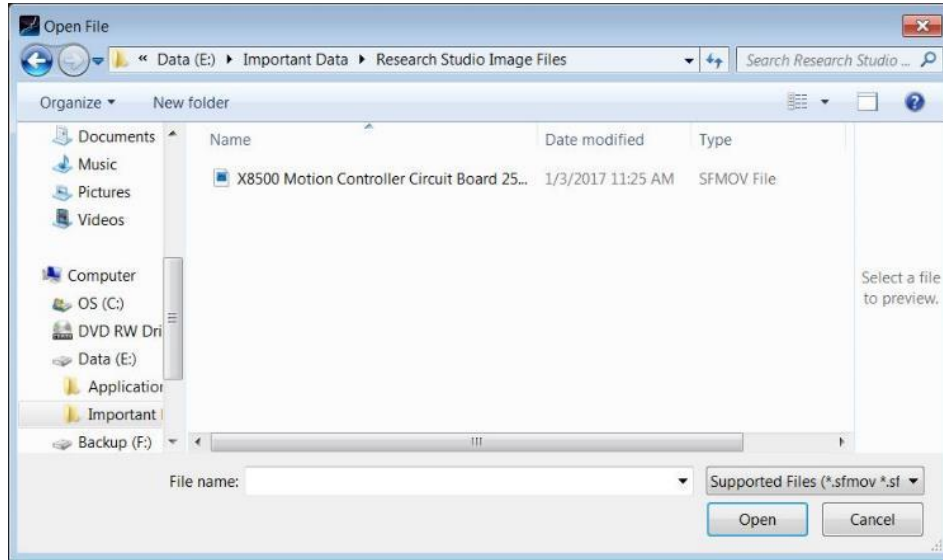 Open File
« Data (E:) Important Data Research Studio Image Files
Search Research Studio ...
Organize New folder
Documents
Music
Pictures
Videos
Computer
OS (C:)
DVD RW Dri
Data (E:)
Application
Important
Backup (F:)
Name Date modified Type
X8500 Motion Controller Circuit Board 25... 1/3/2017 11:25 AM SFMOV File
Select a file
to preview.
File name: Supported Files (*.sfmov *.sf
Open Cancel